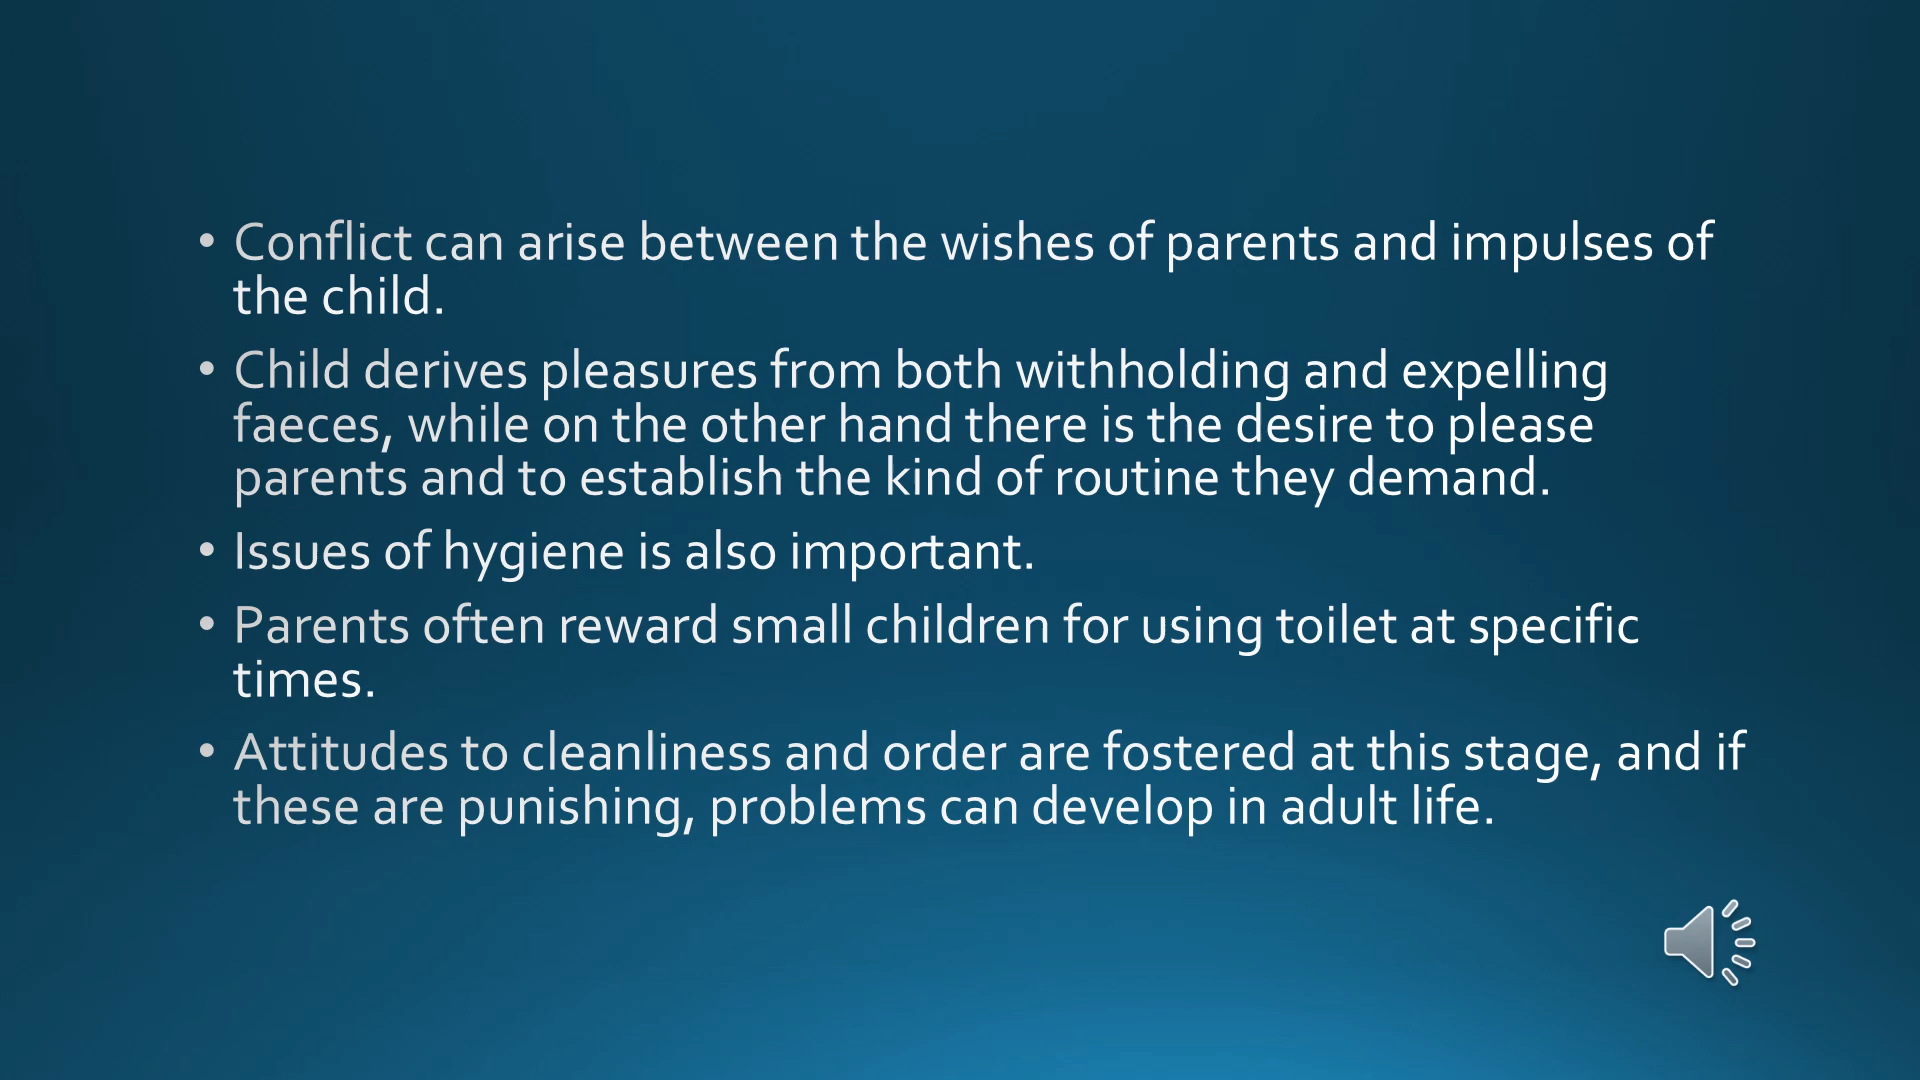 • Conflict can arise between the wishes of parents and impulses of
the child.
• Child derives pleasures from both withholding and expelling
faeces, while on the other hand there is the desire to please
parents and to establish the kind of routine they demand.
• Issues of hygiene is also important.
• Parents often reward small children for using toilet at specific
times.
• Attitudes to cleanliness and order are fostered at this stage, and if
these are punishing, problems can develop in adult life.